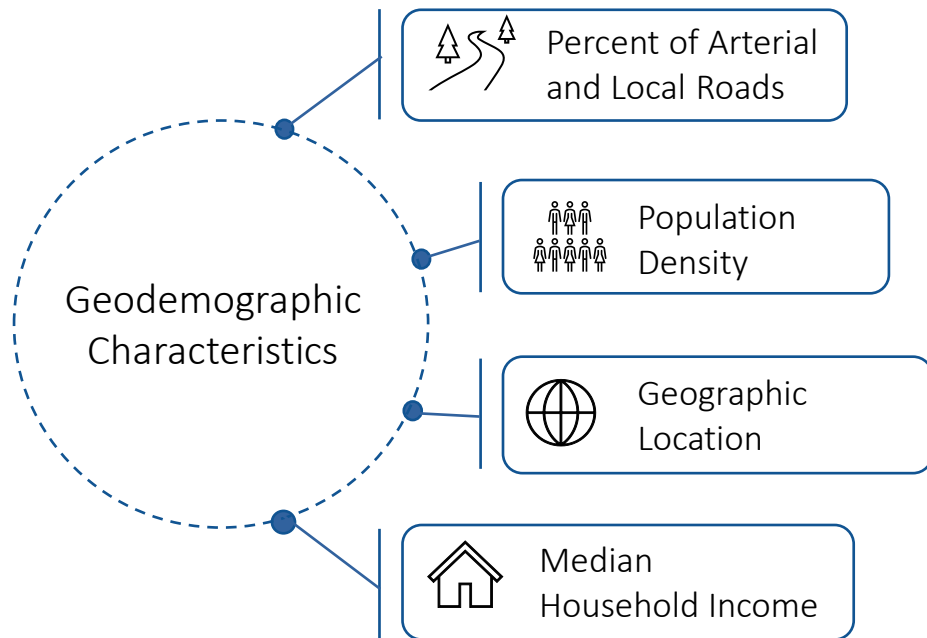 Percent of Arterial
and Local Roads
Population
Density
Geodemographic
Characteristics
Geographic
Location
Median
Household Income